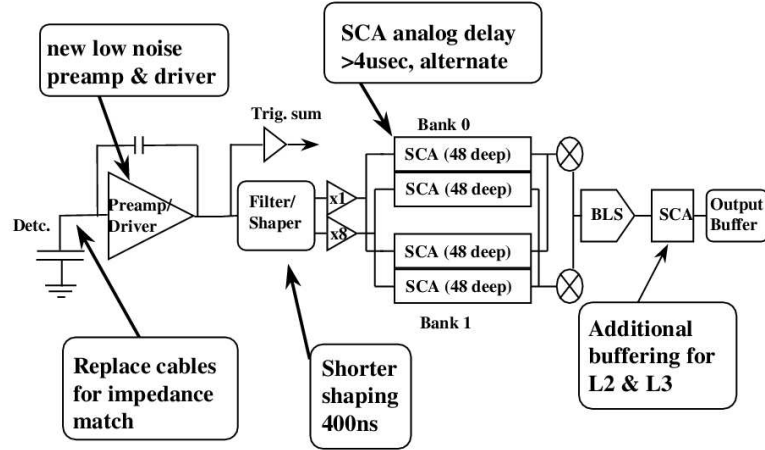 new low noise
preamp & driver
SCA analog delay
>4usec, alternate
Trig. sum
Bank 0
SCA (48 deep)
SCA (48 deep)
Detc.
Preamp/
Driver
Filter/
Shaper
x1
x8
SCA (48 deep)
SCA (48 deep)
Bank 1
BLS
SCA
Output
Buffer
Replace cables
for impedance
match
Shorter
shaping
400ns
Additional
buffering for
L2 & L3